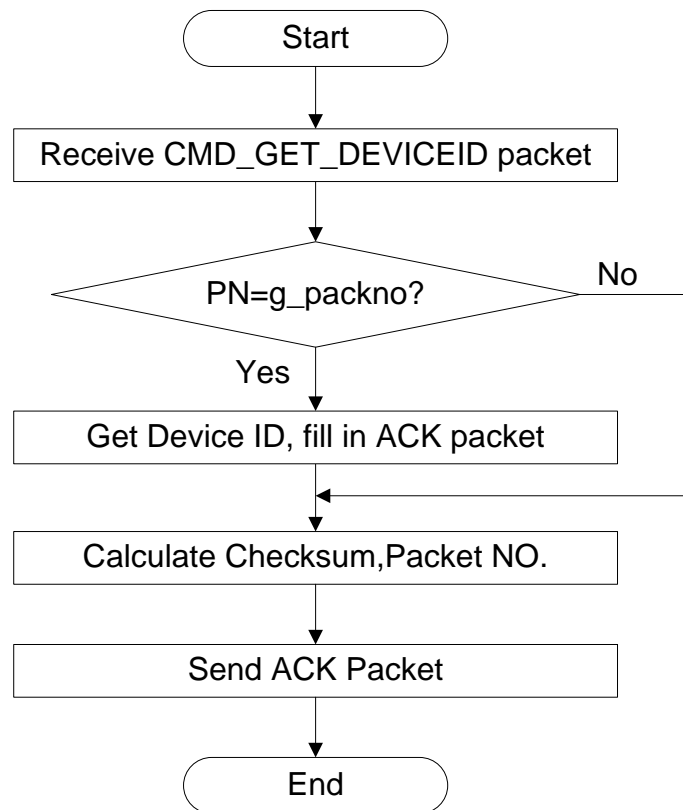 Start
Receive CMD_GET_DEVICEID packet
PN=g_packno?
No
Yes
Get Device ID, fill in ACK packet
Calculate Checksum,Packet NO.
Send ACK Packet
End